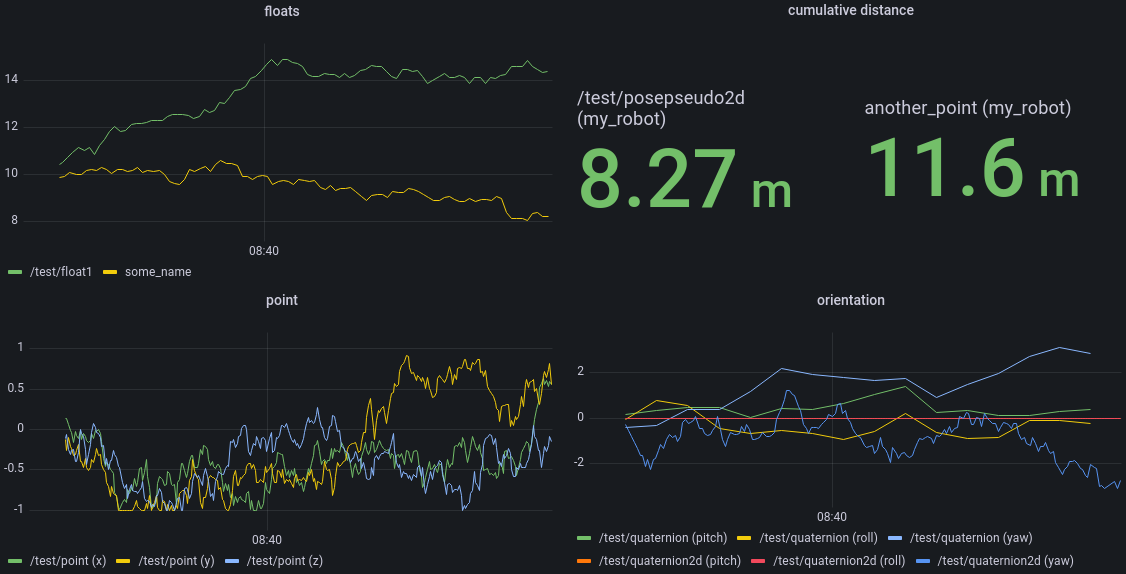 floats
14
12
10
8
08:40
/test/float1 some_name
cumulative distance
/test/posepseudo2d
(my_robot)
8.27 m
another_point (my_robot)
11.6 m
point
1
0.5
0
-0.5
-1
08:40
/test/point (x) /test/point (y) /test/point (z)
orientation
2
0
-2
08:40
/test/quaternion (pitch) /test/quaternion (roll) /test/quaternion (yaw)
/test/quaternion2d (pitch) /test/quaternion2d (roll) /test/quaternion2d (yaw)